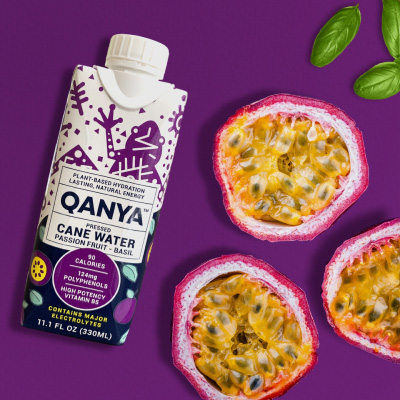 PLANT-BASED HYDRATION
LASTING, NATURAL ENERGY
QANYA™
PRESSED
CANE WATER
PASSION FRUIT - BASIL
90
CALORIES
124mg
POLYPHENOLS
HIGH POTENCY
VITAMIN B5
CONTAINS MAJOR
ELECTROLYTES
11.1 FL OZ (330ML)